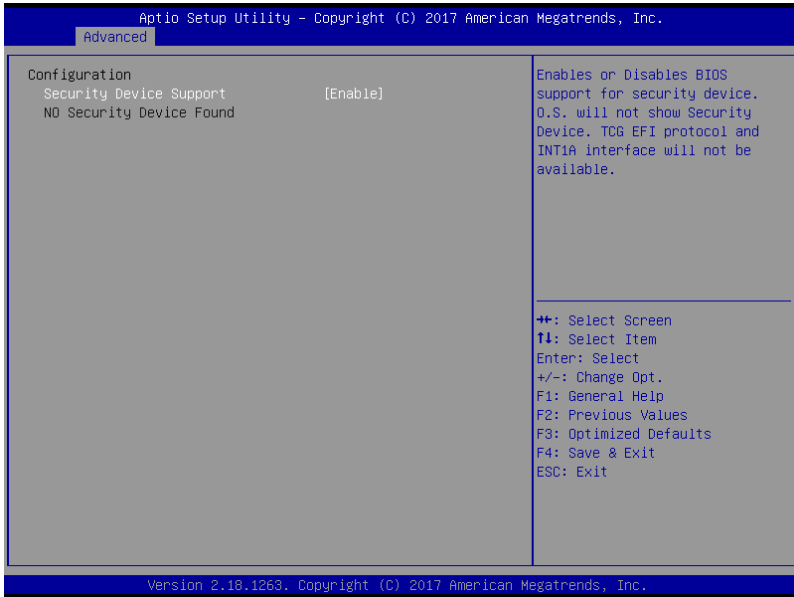 Aptio Setup Utility – Copyright (C) 2017 American Megatrends, Inc.
Advanced
Configuration
Security Device Support [Enable]
NO Security Device Found
Enables or Disables BIOS
support for security device.
O.S. will not show Security
Device. TCG EFI protocol and
INT1A interface will not be
available.
→←: Select Screen
↑↓: Select Item
Enter: Select
+/-: Change Opt.
F1: General Help
F2: Previous Values
F3: Optimized Defaults
F4: Save & Exit
ESC: Exit
Version 2.18.1263. Copyright (C) 2017 American Megatrends, Inc.